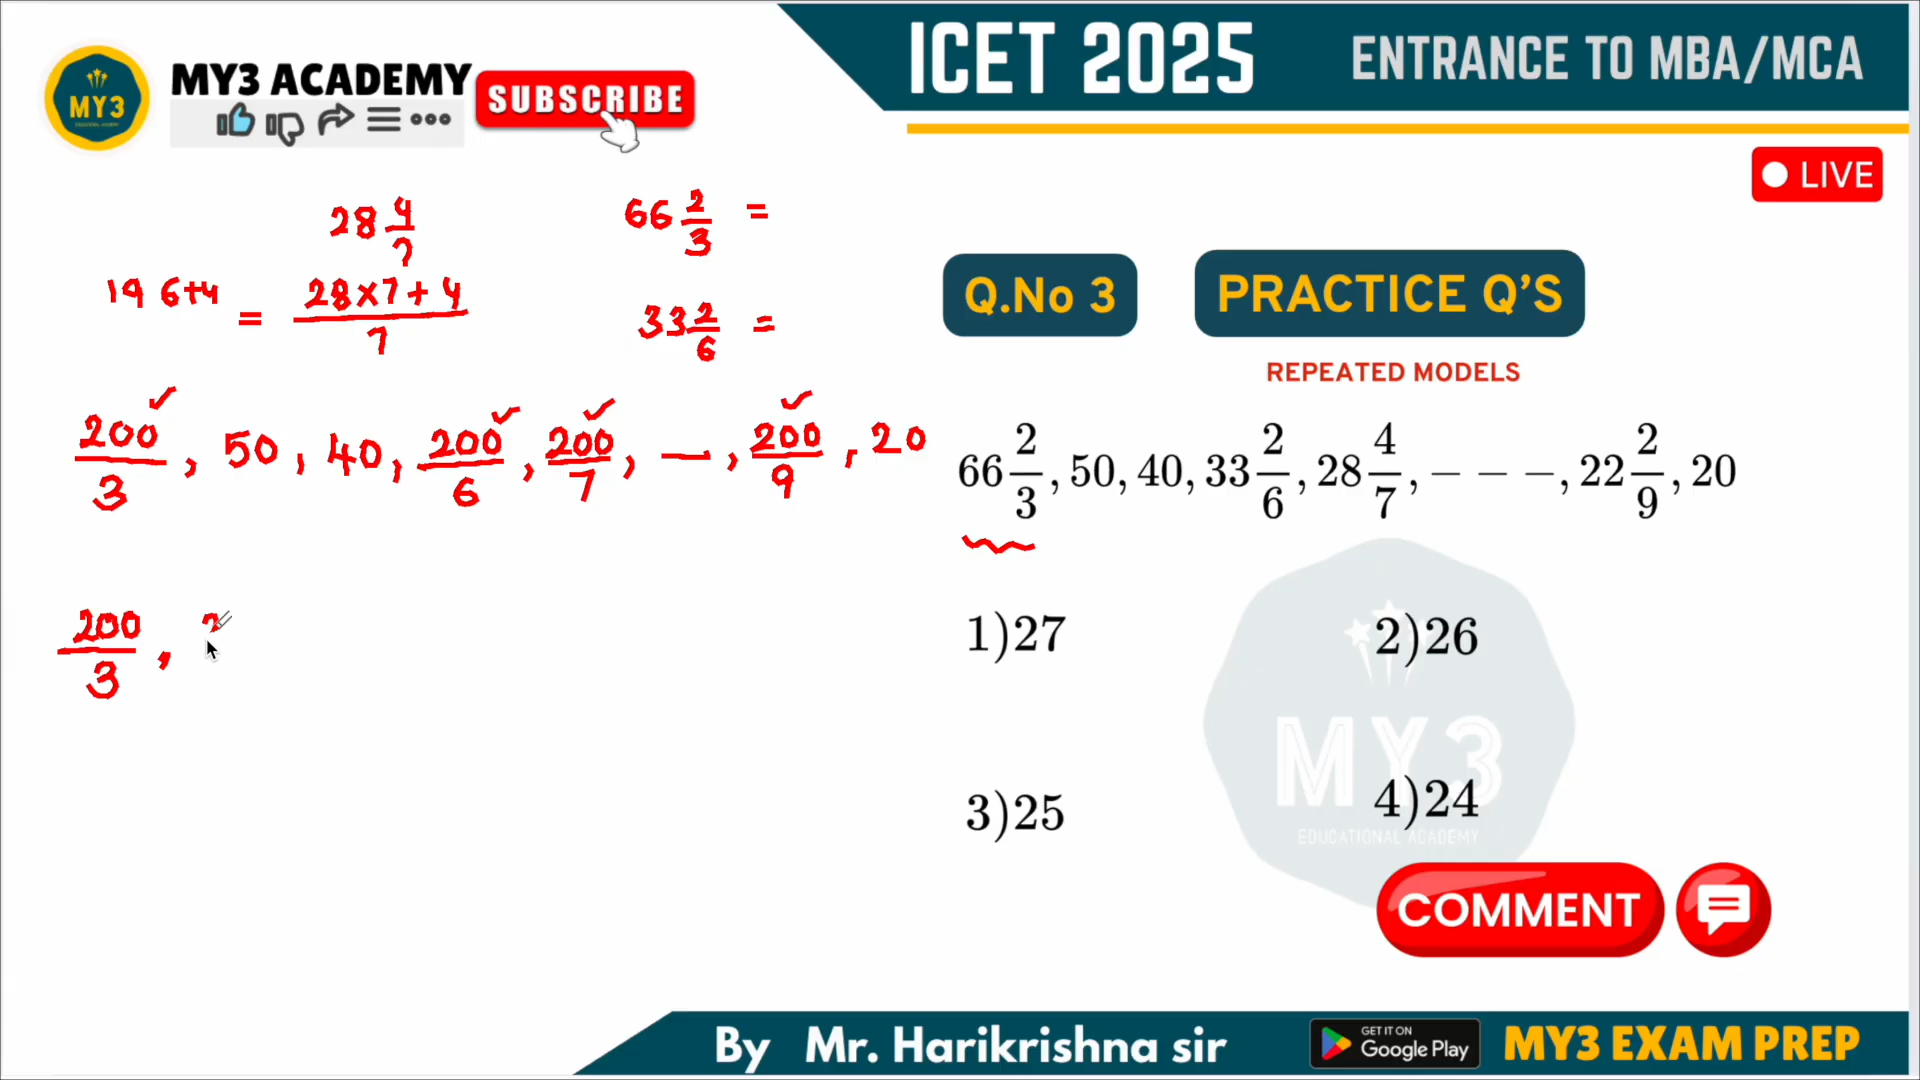 ICET 2025
ENTRANCE TO MBA/MCA
MY3
MY3 ACADEMY
SUBSCRIBE
LIVE
28 4/7
66 2/3 =
196+4 = (28×7+4)/7
33 2/6 =
200/3 ✓, 50, 40, 200/6 ✓, 200/7 ✓, —, 200/9 ✓, 20
200/3,
Q.No 3
PRACTICE Q'S
REPEATED MODELS
66 2/3, 50, 40, 33 2/6, 28 4/7, − − −, 22 2/9, 20
1)27
2)26
3)25
4)24
MY3
EDUCATIONAL ACADEMY
COMMENT
By Mr. Harikrishna sir
GET IT ON
Google Play
MY3 EXAM PREP